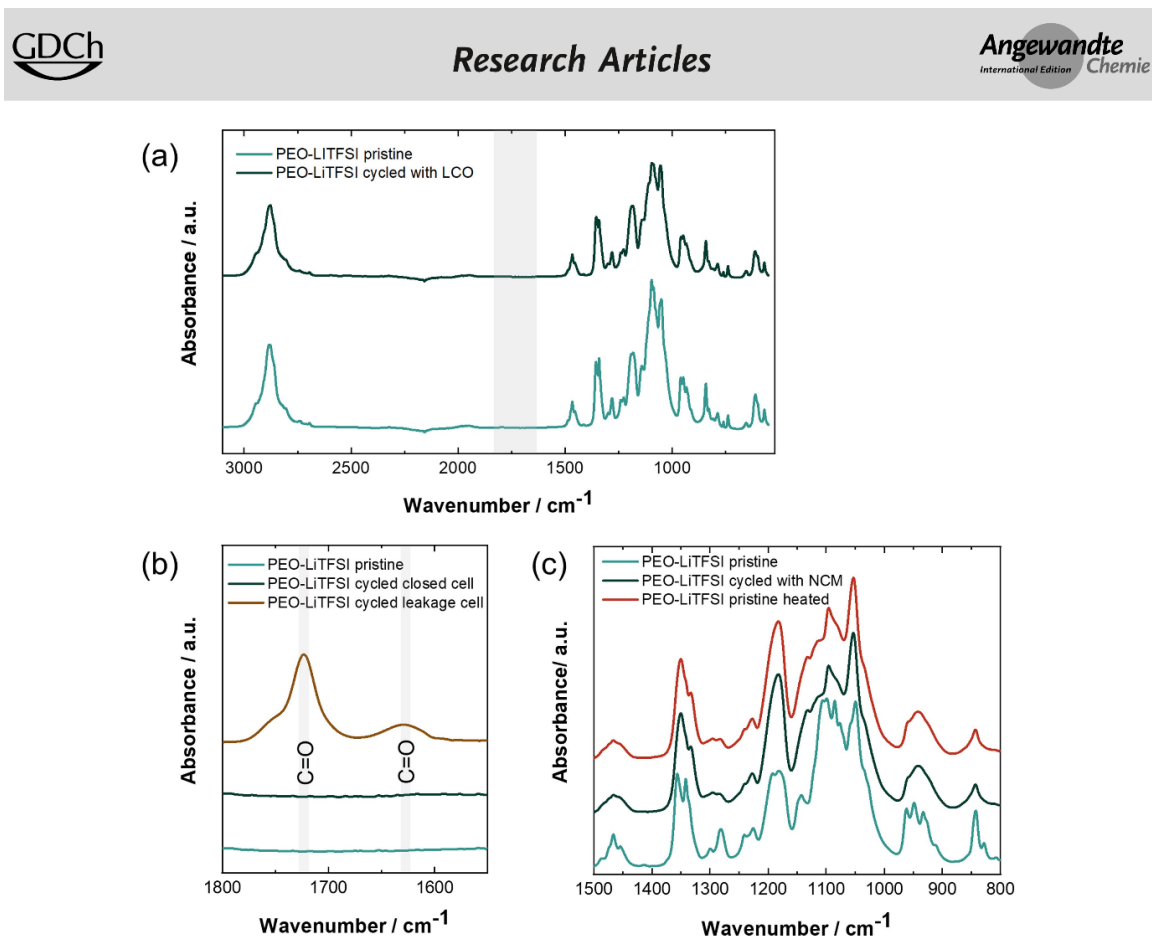 GDCh
Research Articles
Angewandte
International Edition Chemie
(a)
PEO-LITFSI pristine
PEO-LiTFSI cycled with LCO
Absorbance / a.u.
3000 2500 2000 1500 1000
Wavenumber / cm-1
(b)
PEO-LiTFSI pristine
PEO-LiTFSI cycled closed cell
PEO-LiTFSI cycled leakage cell
Absorbance / a.u.
C=O
C=O
1800 1700 1600
Wavenumber / cm-1
(c)
PEO-LiTFSI pristine
PEO-LiTFSI cycled with NCM
PEO-LiTFSI pristine heated
Absorbance/ a.u.
1500 1400 1300 1200 1100 1000 900 800
Wavenumber / cm-1